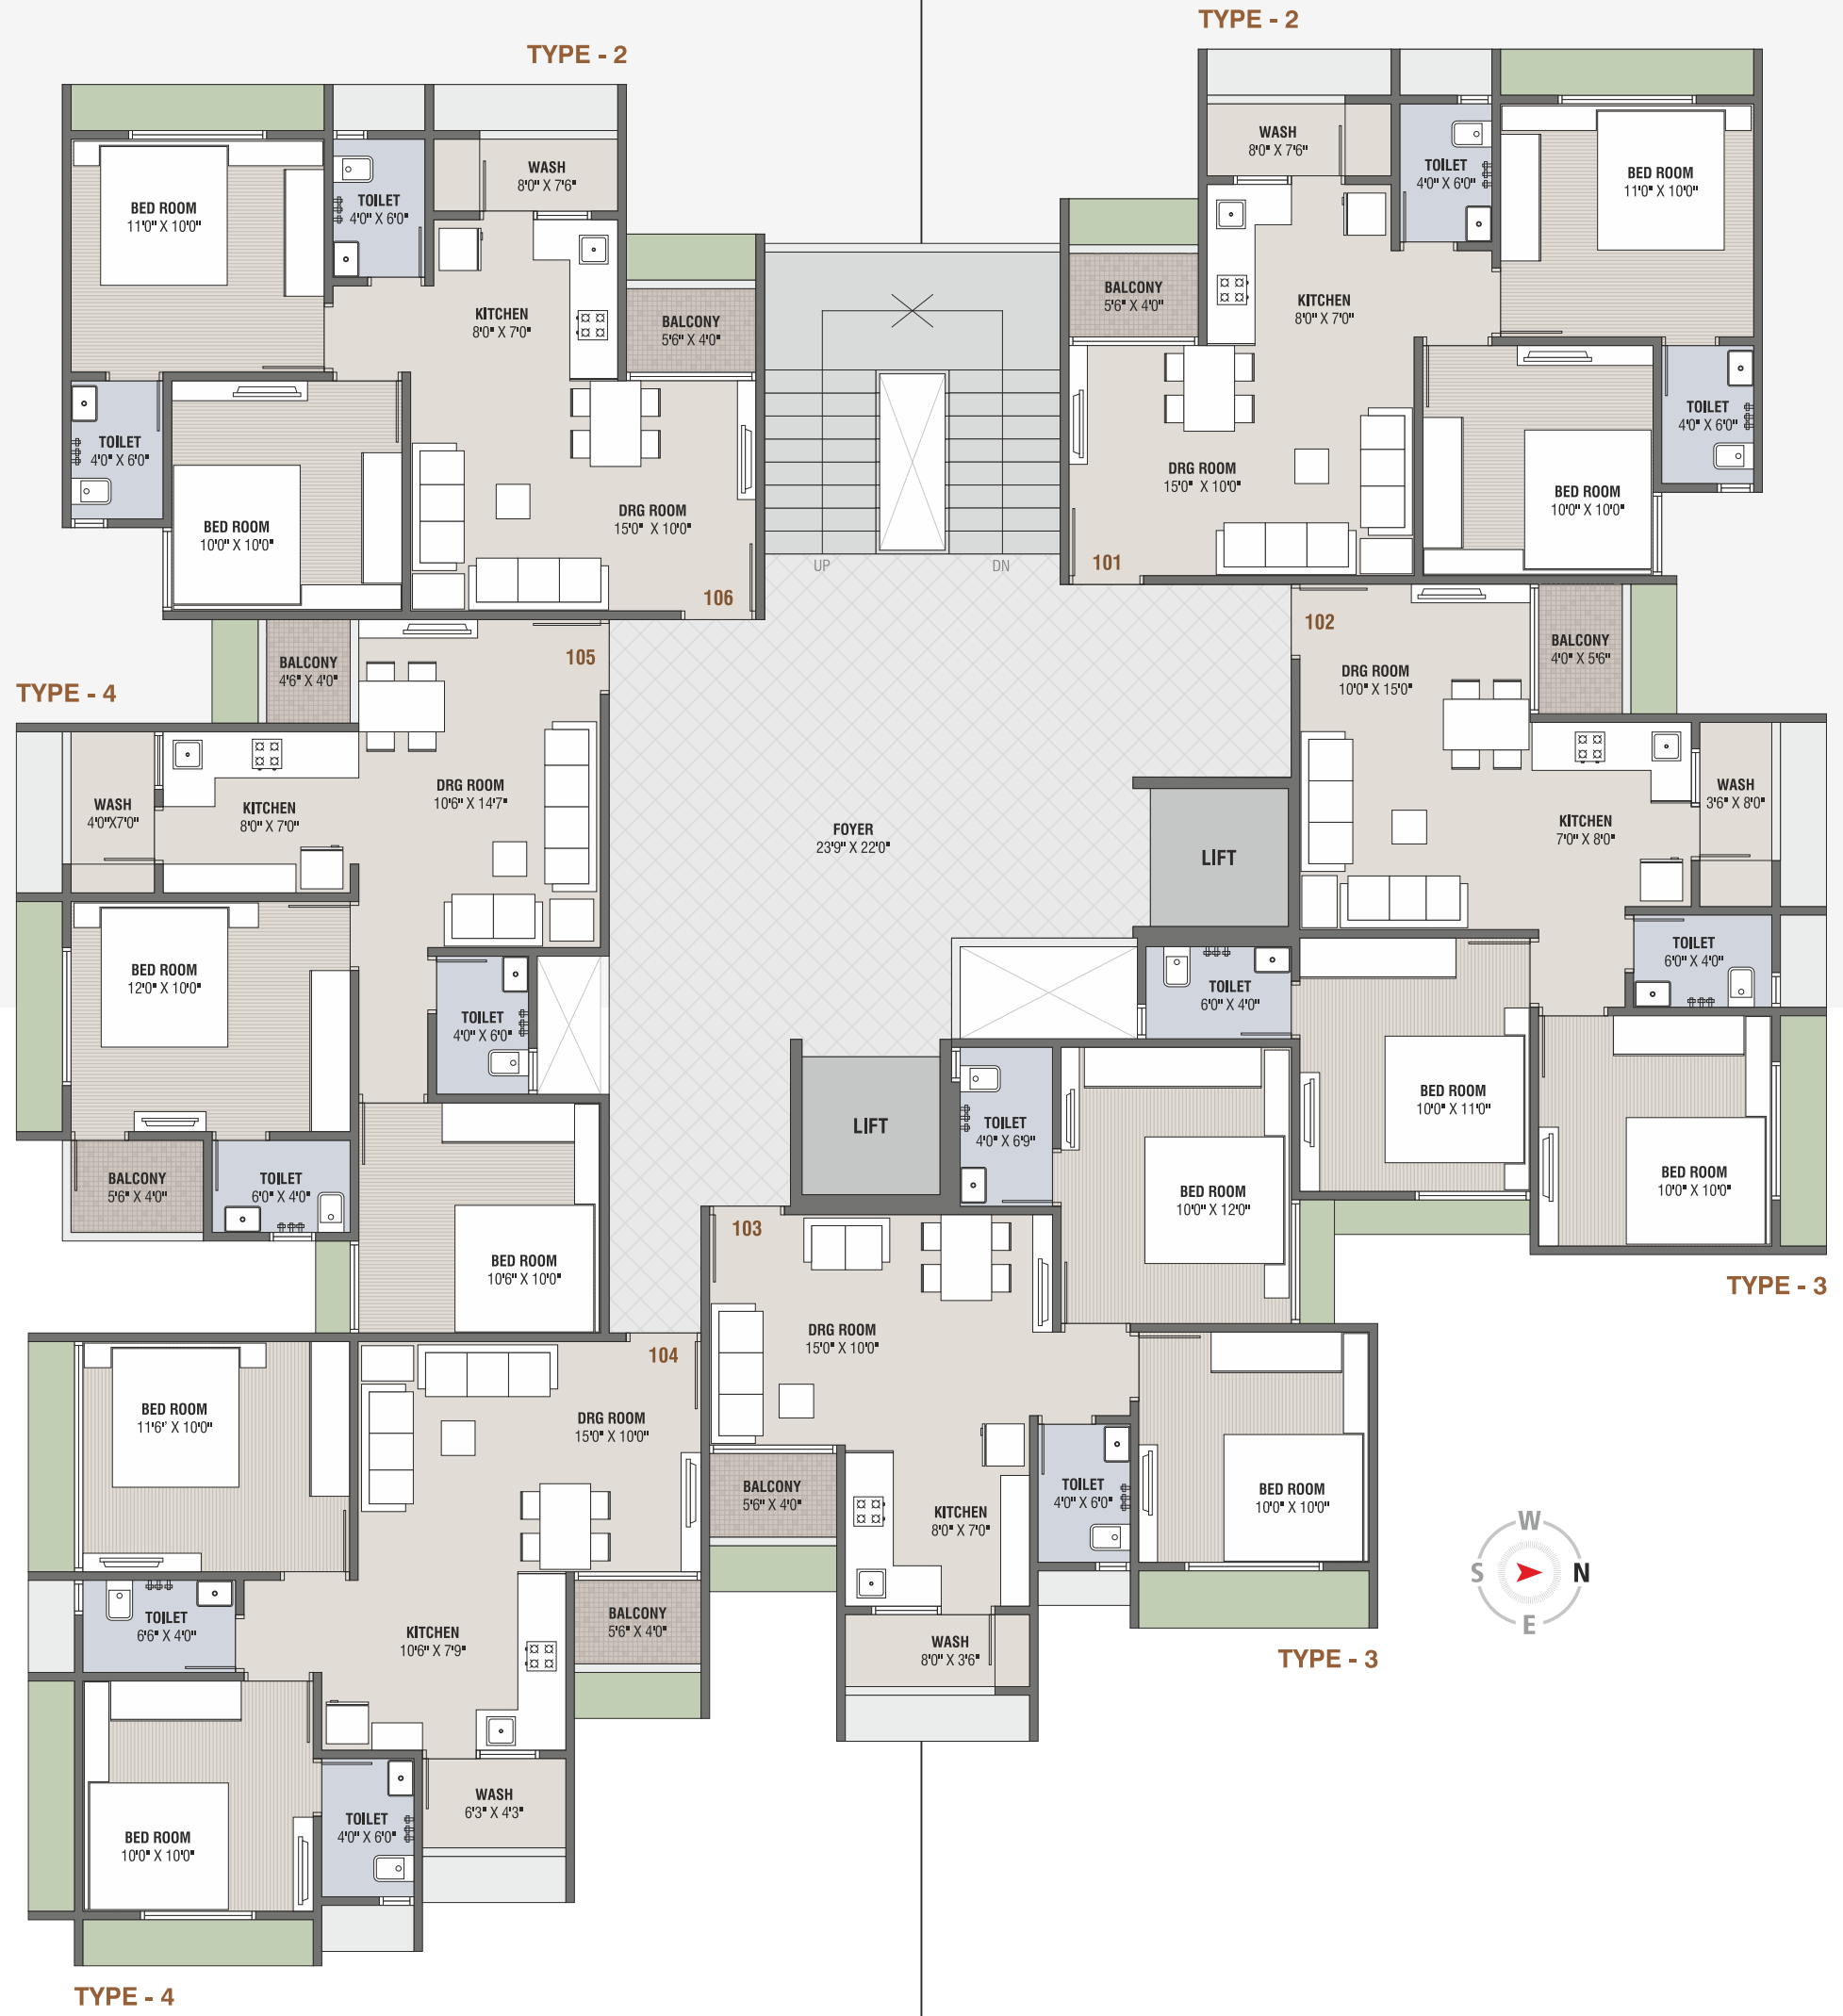 TYPE - 2
TYPE - 2
BED ROOM
11'0" X 10'0"
TOILET
4'0" X 6'0"
WASH
8'0" X 7'6"
KITCHEN
8'0" X 7'0"
BALCONY
5'6" X 4'0"
TOILET
4'0" X 6'0"
BED ROOM
10'0" X 10'0"
DRG ROOM
15'0" X 10'0"
106
UP
DN
WASH
8'0" X 7'6"
TOILET
4'0" X 6'0"
BED ROOM
11'0" X 10'0"
BALCONY
5'6" X 4'0"
KITCHEN
8'0" X 7'0"
TOILET
4'0" X 6'0"
DRG ROOM
15'0" X 10'0"
BED ROOM
10'0" X 10'0"
101
102
BALCONY
4'0" X 5'6"
DRG ROOM
10'0" X 15'0"
WASH
3'6" X 8'0"
KITCHEN
7'0" X 8'0"
LIFT
TOILET
6'0" X 4'0"
TOILET
6'0" X 4'0"
BED ROOM
10'0" X 11'0"
BED ROOM
10'0" X 10'0"
TYPE - 3
FOYER
23'9" X 22'0"
TYPE - 4
BALCONY
4'6" X 4'0"
105
WASH
4'0"X7'0"
KITCHEN
8'0" X 7'0"
DRG ROOM
10'6" X 14'7"
BED ROOM
12'0" X 10'0"
TOILET
4'0" X 6'0"
BALCONY
5'6" X 4'0"
TOILET
6'0" X 4'0"
BED ROOM
10'6" X 10'0"
LIFT
TOILET
4'0" X 6'9"
BED ROOM
10'0" X 12'0"
103
DRG ROOM
15'0" X 10'0"
BALCONY
5'6" X 4'0"
KITCHEN
8'0" X 7'0"
TOILET
4'0" X 6'0"
BED ROOM
10'0" X 10'0"
WASH
8'0" X 3'6"
TYPE - 3
104
BED ROOM
11'6' X 10'0"
DRG ROOM
15'0" X 10'0"
TOILET
6'6" X 4'0"
KITCHEN
10'6" X 7'9"
BALCONY
5'6" X 4'0"
BED ROOM
10'0" X 10'0"
TOILET
4'0" X 6'0"
WASH
6'3" X 4'3"
TYPE - 4
W
S
N
E